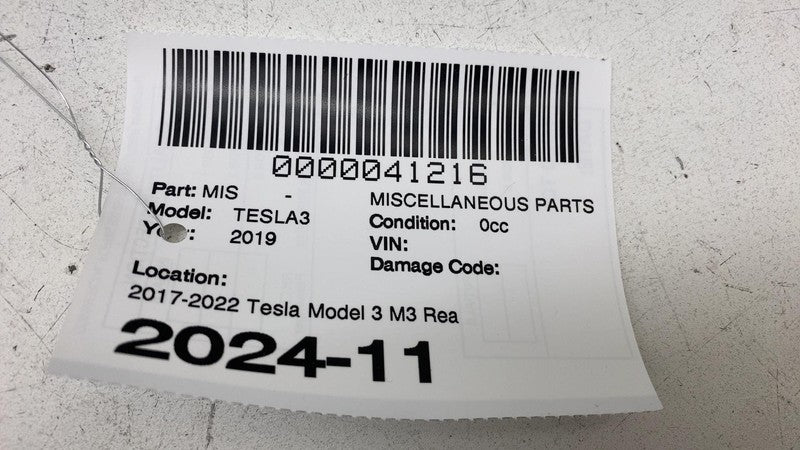 0000041216
Part: MIS - MISCELLANEOUS PARTS
Model: TESLA3 Condition: 0cc
2019 VIN:
Damage Code:
Location:
2017-2022 Tesla Model 3 M3 Rea
2024-11